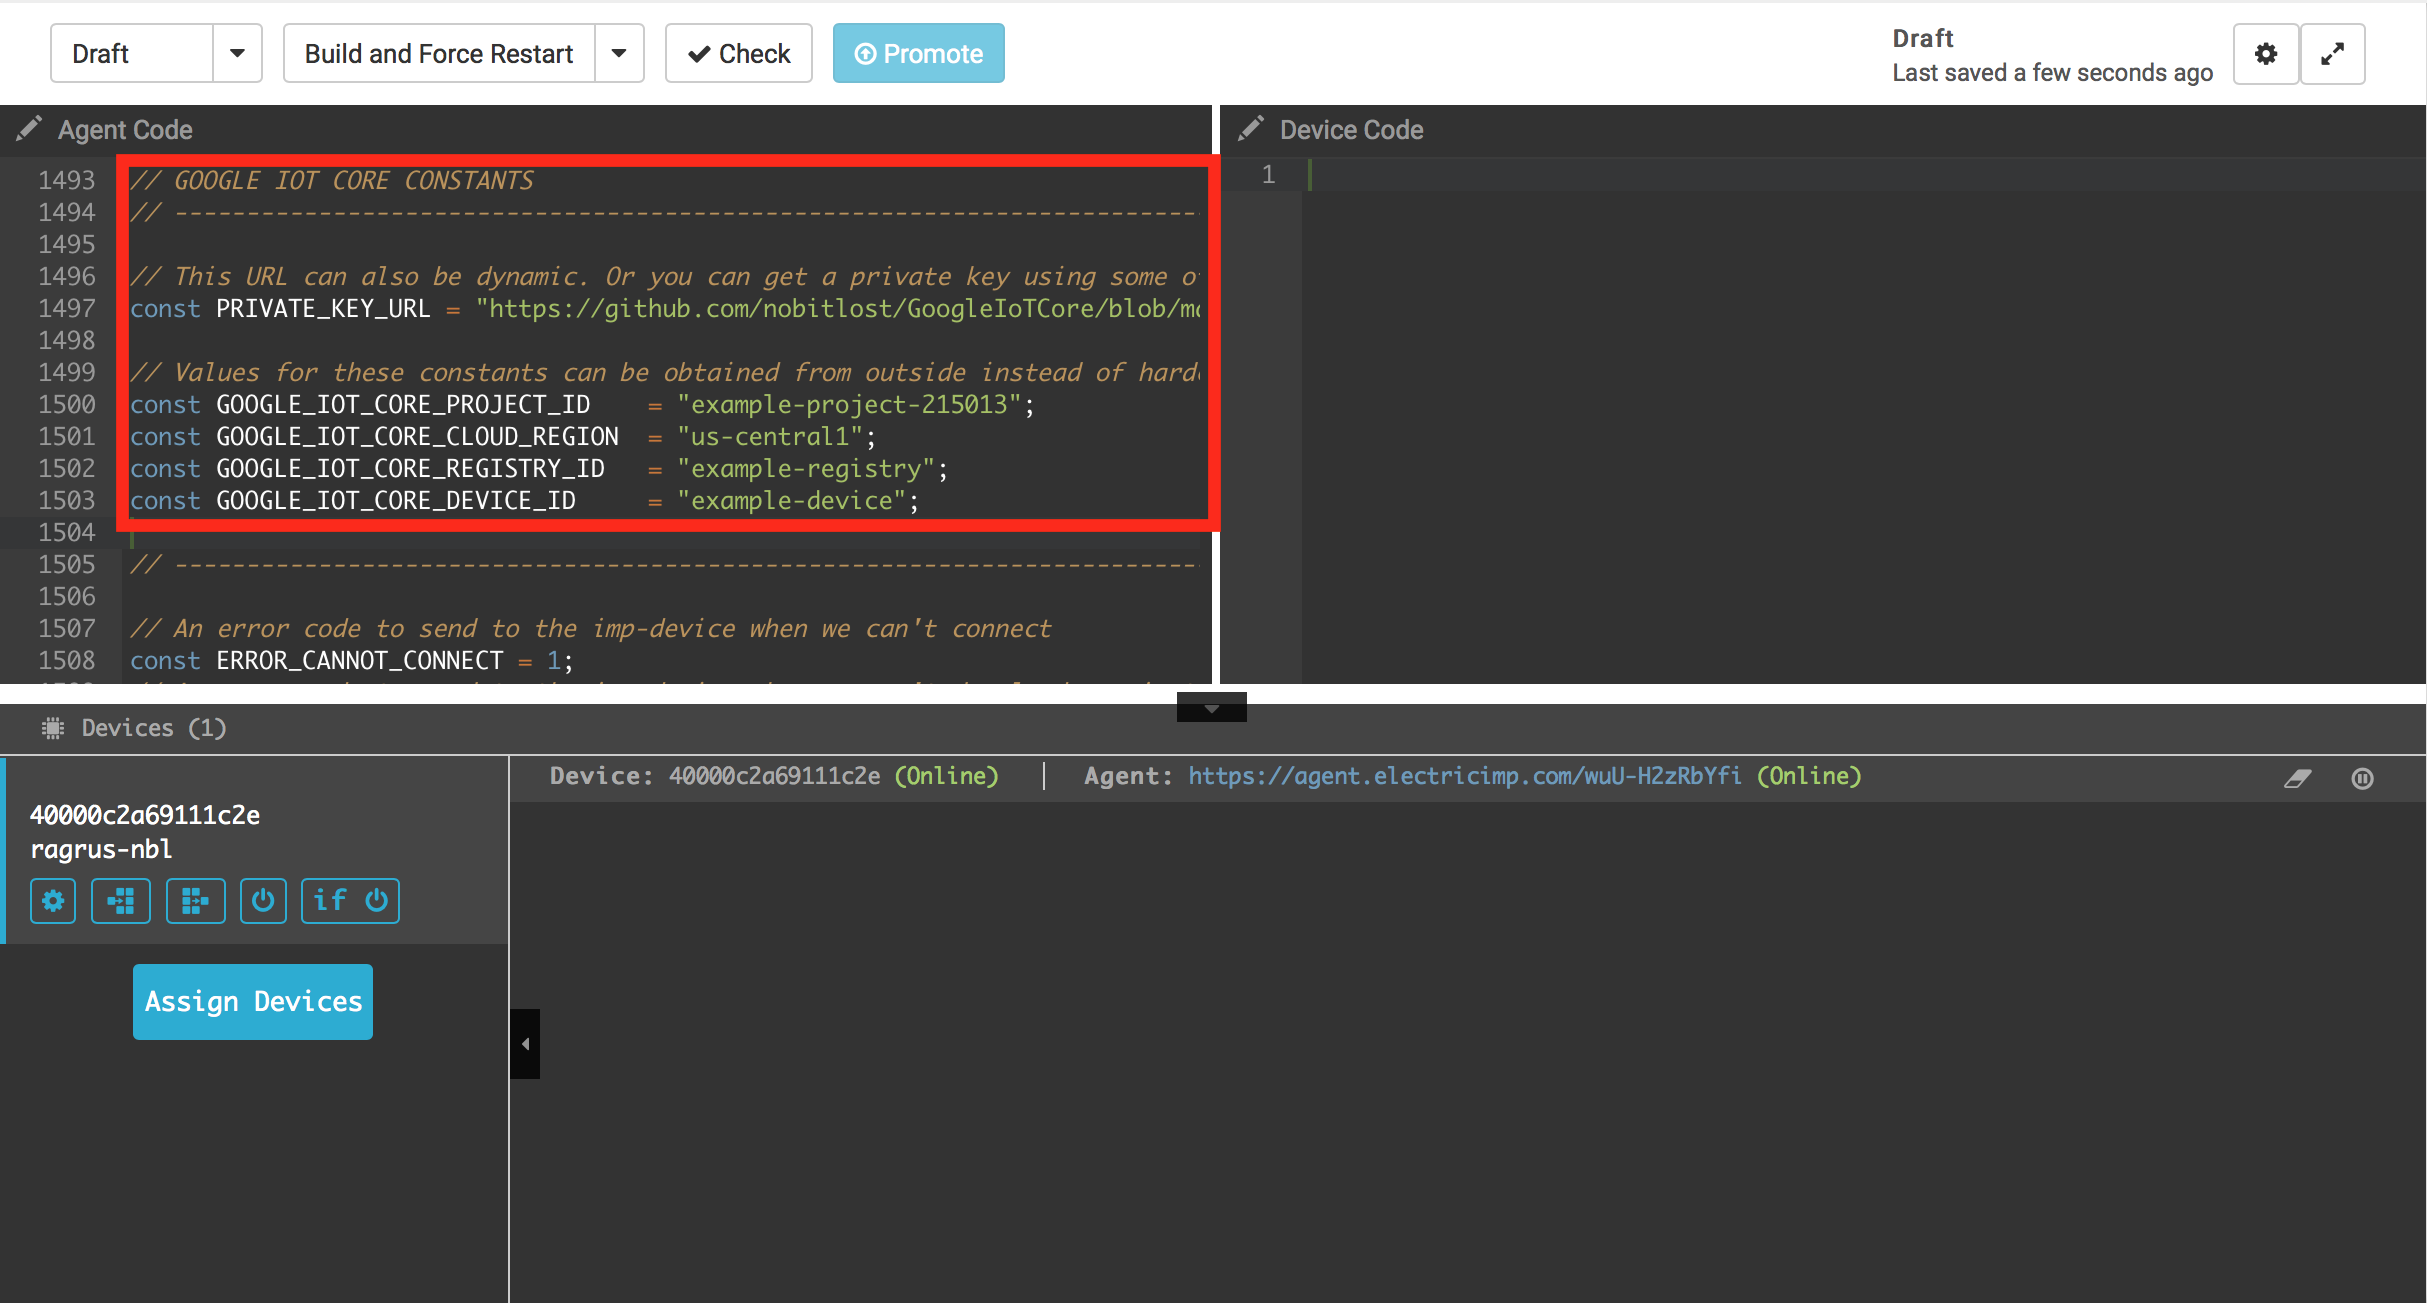 Draft
Build and Force Restart
Check
Promote
Draft
Last saved a few seconds ago
Agent Code
1493 // GOOGLE IOT CORE CONSTANTS
1494 // -----------------------------------------------------------------------
1495
1496 // This URL can also be dynamic. Or you can get a private key using some
1497 const PRIVATE_KEY_URL = "https://github.com/nobitlost/GoogleIoTCore/blob/
1498
1499 // Values for these constants can be obtained from outside instead of
1500 const GOOGLE_IOT_CORE_PROJECT_ID    = "example-project-215013";
1501 const GOOGLE_IOT_CORE_CLOUD_REGION  = "us-central1";
1502 const GOOGLE_IOT_CORE_REGISTRY_ID   = "example-registry";
1503 const GOOGLE_IOT_CORE_DEVICE_ID     = "example-device";
1504
1505 // -----------------------------------------------------------------------
1506
1507 // An error code to send to the imp-device when we can't connect
1508 const ERROR_CANNOT_CONNECT = 1;
Device Code
1
Devices (1)
40000c2a69111c2e
ragrus-nbl
if
Assign Devices
Device: 40000c2a69111c2e (Online) | Agent: https://agent.electricimp.com/wuU-H2zRbYfi (Online)